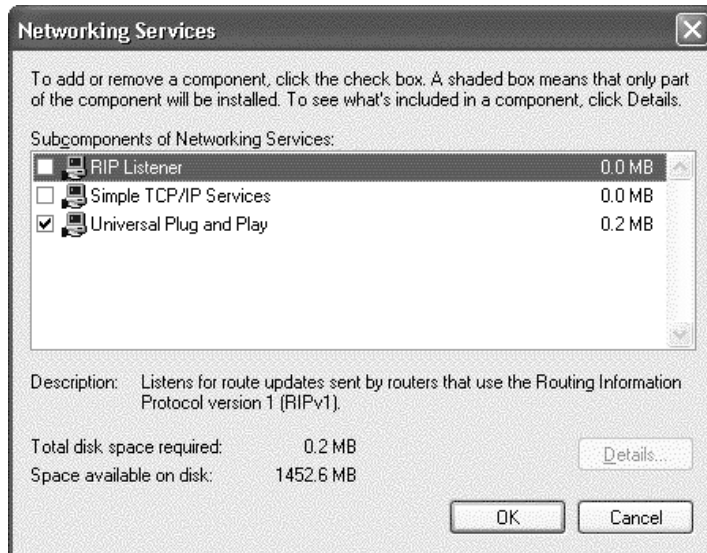 Networking Services
To add or remove a component, click the check box. A shaded box means that only part
of the component will be installed. To see what's included in a component, click Details.
Subcomponents of Networking Services:
RIP Listener 0.0 MB
Simple TCP/IP Services 0.0 MB
Universal Plug and Play 0.2 MB
Description: Listens for route updates sent by routers that use the Routing Information
Protocol version 1 (RIPv1).
Total disk space required: 0.2 MB
Details...
Space available on disk: 1452.6 MB
OK Cancel